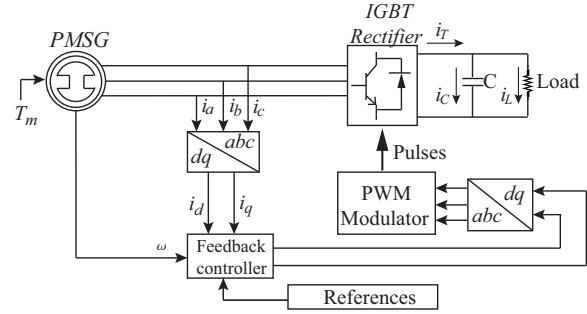 PMSG
IGBT
Rectifier
i_T
T_m
i_a
i_b
i_c
i_C
C
i_L
Load
abc
dq
Pulses
i_d
i_q
PWM
Modulator
dq
abc
ω
Feedback
controller
References